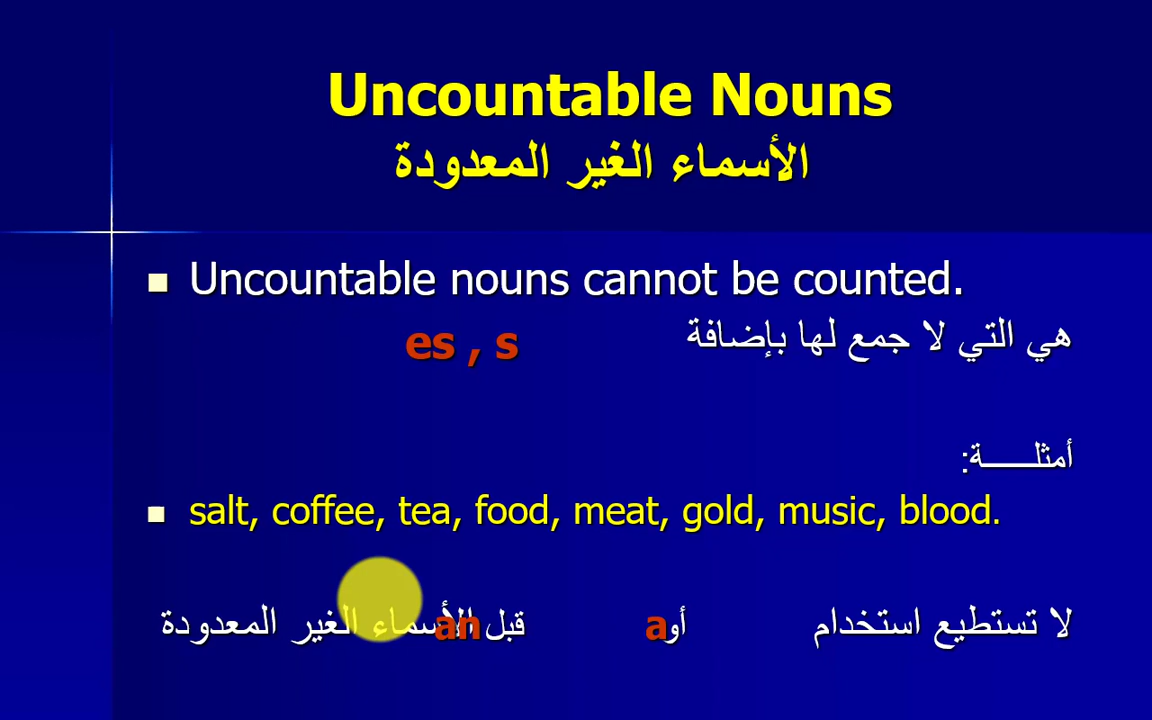 Uncountable Nouns
الأسماء الغير المعدودة
Uncountable nouns cannot be counted.
هي التي لا جمع لها بإضافة es , s
أمثلـــــــة:
salt, coffee, tea, food, meat, gold, music, blood.
لا تستطيع استخدام a أو an قبل الأسماء الغير المعدودة